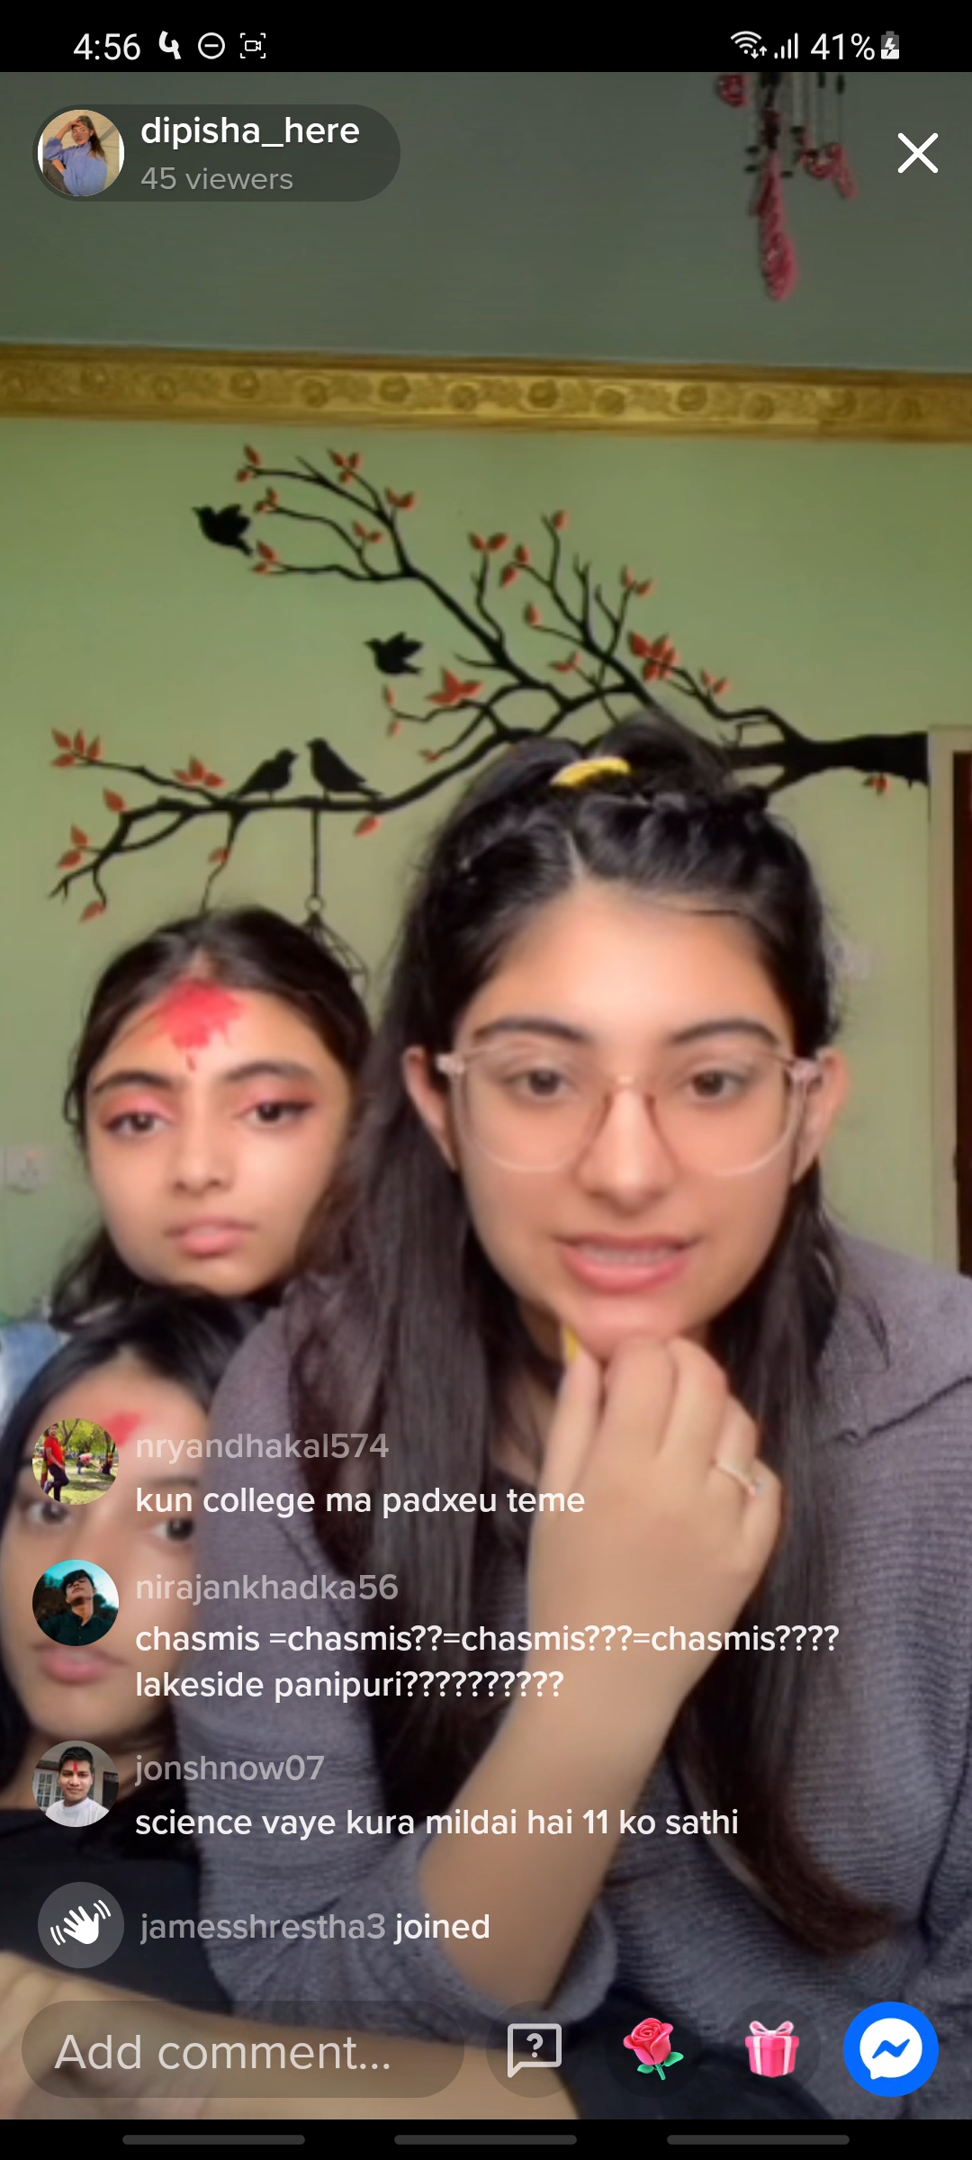 4:56 41%
dipisha_here
45 viewers
nryandhakal574
kun college ma padxeu teme
nirajankhadka56
chasmis =chasmis??=chasmis???=chasmis????
lakeside panipuri??????????
jonshnow07
science vaye kura mildai hai 11 ko sathi
jamesshrestha3 joined
Add comment...